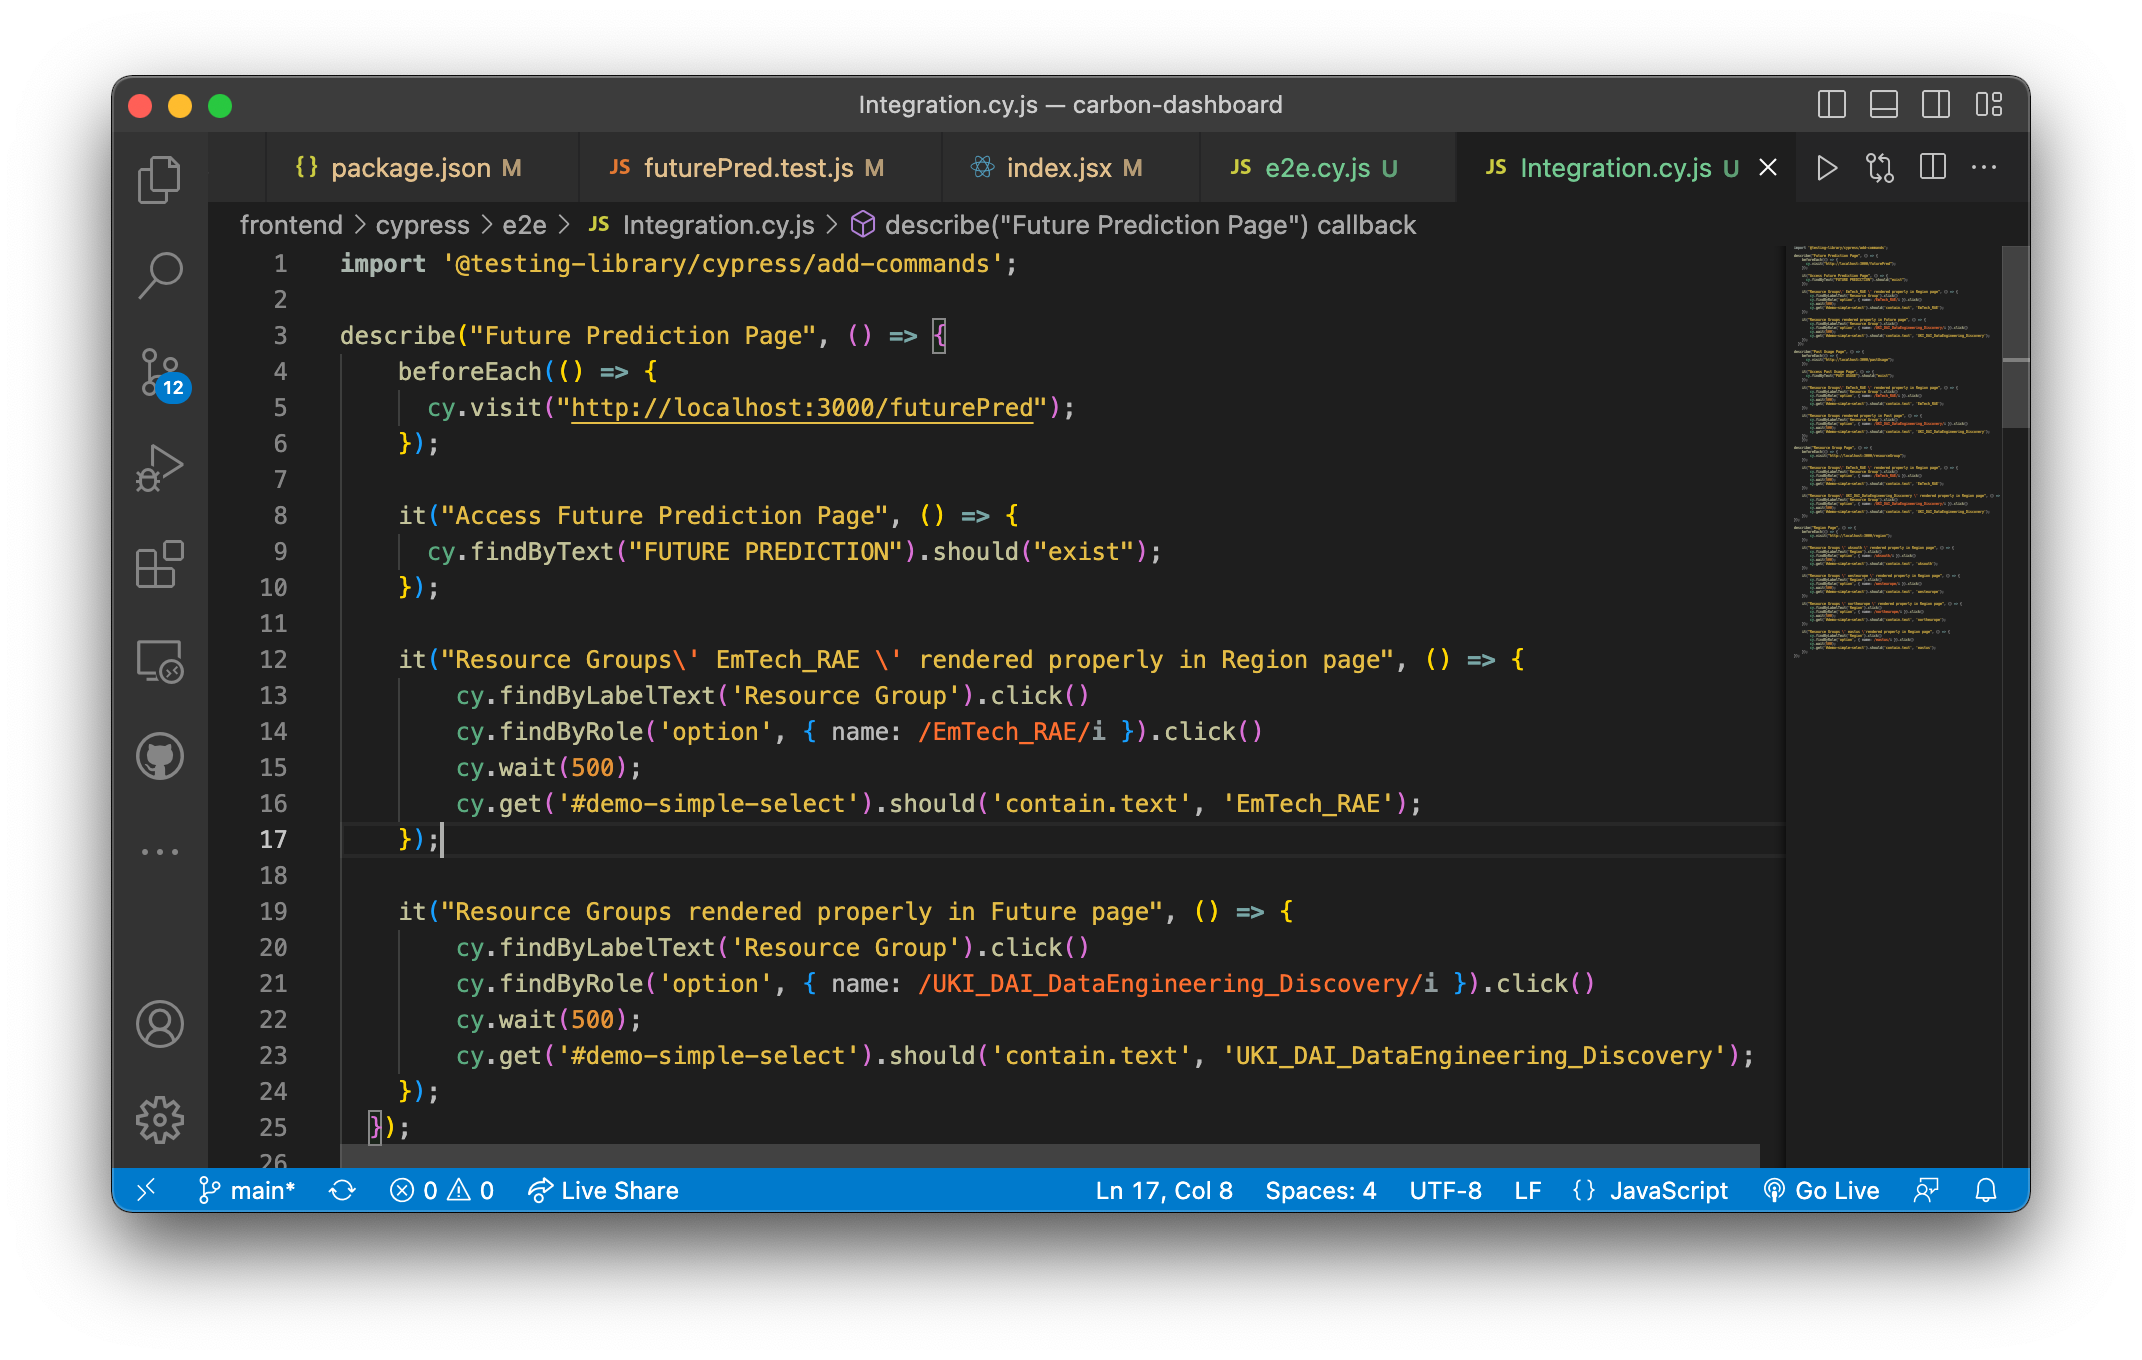 Integration.cy.js — carbon-dashboard
{} package.json M JS futurePred.test.js M index.jsx M JS e2e.cy.js U JS Integration.cy.js U
frontend > cypress > e2e > JS Integration.cy.js > describe("Future Prediction Page") callback
1 import '@testing-library/cypress/add-commands';
2
3 describe("Future Prediction Page", () => {
4 beforeEach(() => {
5 cy.visit("http://localhost:3000/futurePred");
6 });
7
8 it("Access Future Prediction Page", () => {
9 cy.findByText("FUTURE PREDICTION").should("exist");
10 });
11
12 it("Resource Groups\' EmTech_RAE \' rendered properly in Region page", () => {
13 cy.findByLabelText('Resource Group').click()
14 cy.findByRole('option', { name: /EmTech_RAE/i }).click()
15 cy.wait(500);
16 cy.get('#demo-simple-select').should('contain.text', 'EmTech_RAE');
17 });
18
19 it("Resource Groups rendered properly in Future page", () => {
20 cy.findByLabelText('Resource Group').click()
21 cy.findByRole('option', { name: /UKI_DAI_DataEngineering_Discovery/i }).click()
22 cy.wait(500);
23 cy.get('#demo-simple-select').should('contain.text', 'UKI_DAI_DataEngineering_Discovery');
24 });
25 });
26
12
main* 0 0 Live Share Ln 17, Col 8 Spaces: 4 UTF-8 LF {} JavaScript Go Live